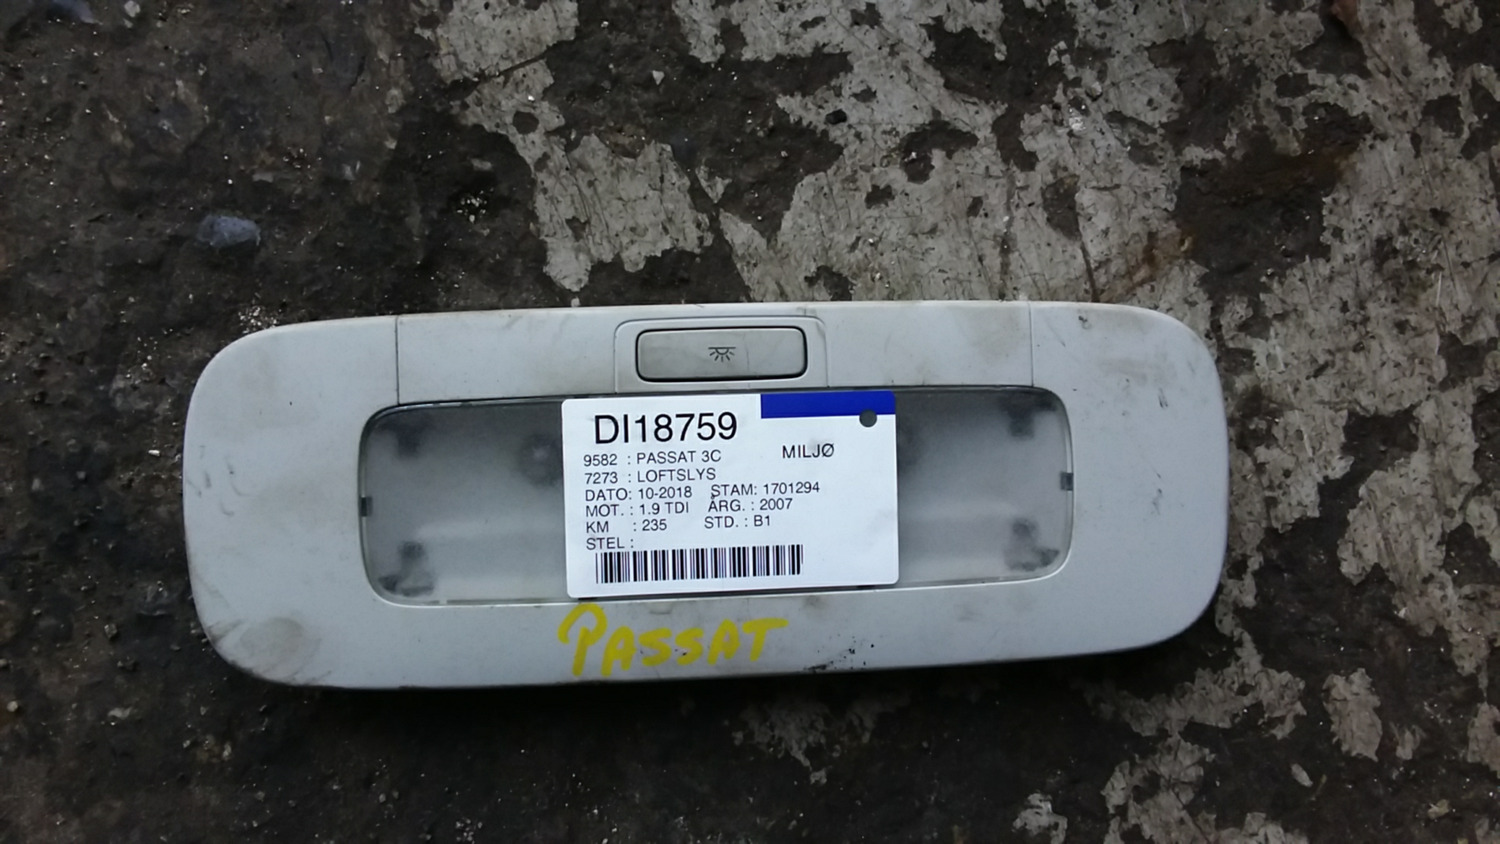 DI18759
9582 : PASSAT 3C MILJØ
7273 : LOFTSLYS
DATO: 10-2018 STAM: 1701294
MOT. : 1.9 TDI ÅRG. : 2007
KM : 235 STD. : B1
STEL :
PASSAT